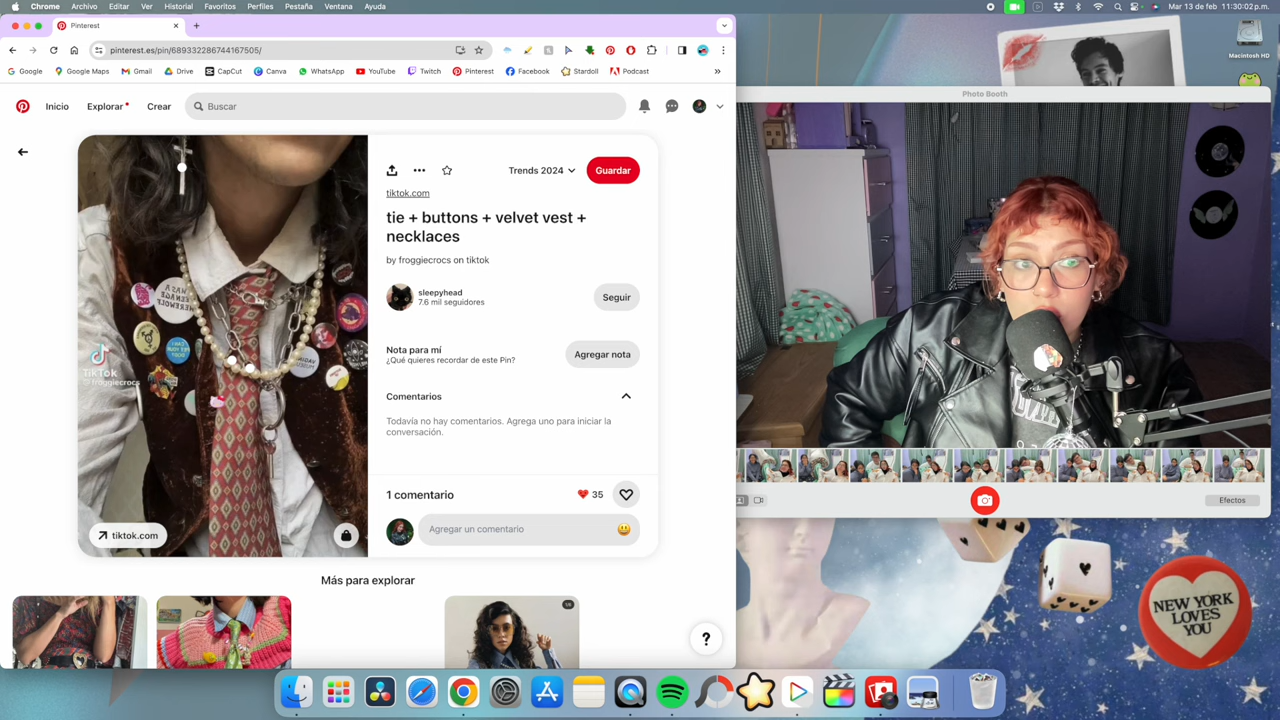 Chrome Archivo Editar Ver Historial Favoritos Perfiles Pestaña Ventana Ayuda
Mar 13 de feb 11:30:02 p.m.
Pinterest
pinterest.es/pin/689332286744167505/
Google Google Maps Gmail Drive CapCut Canva WhatsApp YouTube Twitch Pinterest Facebook Stardoll Podcast
Macintosh HD
Photo Booth
Inicio Explorar Crear Buscar
Trends 2024 Guardar
tiktok.com
tie + buttons + velvet vest +
necklaces
by froggiecrocs on tiktok
sleepyhead
7.6 mil seguidores
Seguir
Nota para mí
¿Qué quieres recordar de este Pin?
Agregar nota
Comentarios
Todavía no hay comentarios. Agrega uno para iniciar la
conversación.
1 comentario
35
Agregar un comentario
TikTok
@froggiecrocs
tiktok.com
Más para explorar
?
Efectos
NEW YORK
LOVES
YOU